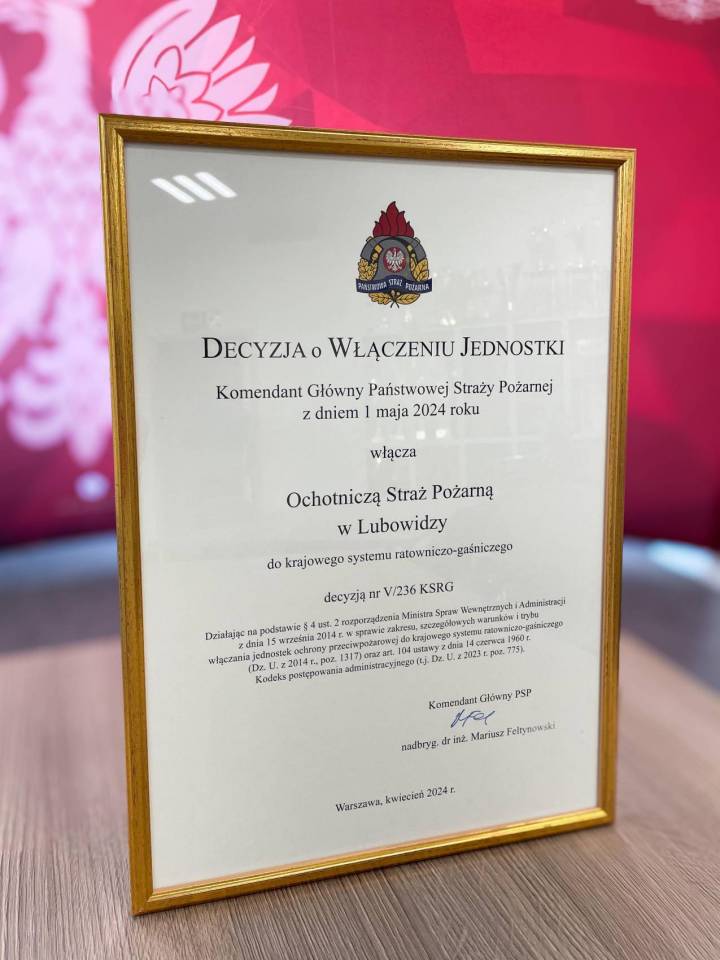 PAŃSTWOWA STRAŻ POŻARNA
DECYZJA O WŁĄCZENIU JEDNOSTKI
Komendant Główny Państwowej Straży Pożarnej
z dniem 1 maja 2024 roku
włącza
Ochotniczą Straż Pożarną
w Lubowidzy
do krajowego systemu ratowniczo-gaśniczego
decyzją nr V/236 KSRG
Działając na podstawie § 4 ust. 2 rozporządzenia Ministra Spraw Wewnętrznych i Administracji
z dnia 15 września 2014 r. w sprawie zakresu, szczegółowych warunków i trybu
włączania jednostek ochrony przeciwpożarowej do krajowego systemu ratowniczo-gaśniczego
(Dz. U. z 2014 r., poz. 1317) oraz art. 104 ustawy z dnia 14 czerwca 1960 r.
Kodeks postępowania administracyjnego (t.j. Dz. U. z 2023 r. poz. 775).
Komendant Główny PSP
nadbryg. dr inż. Mariusz Feltynowski
Warszawa, kwiecień 2024 r.